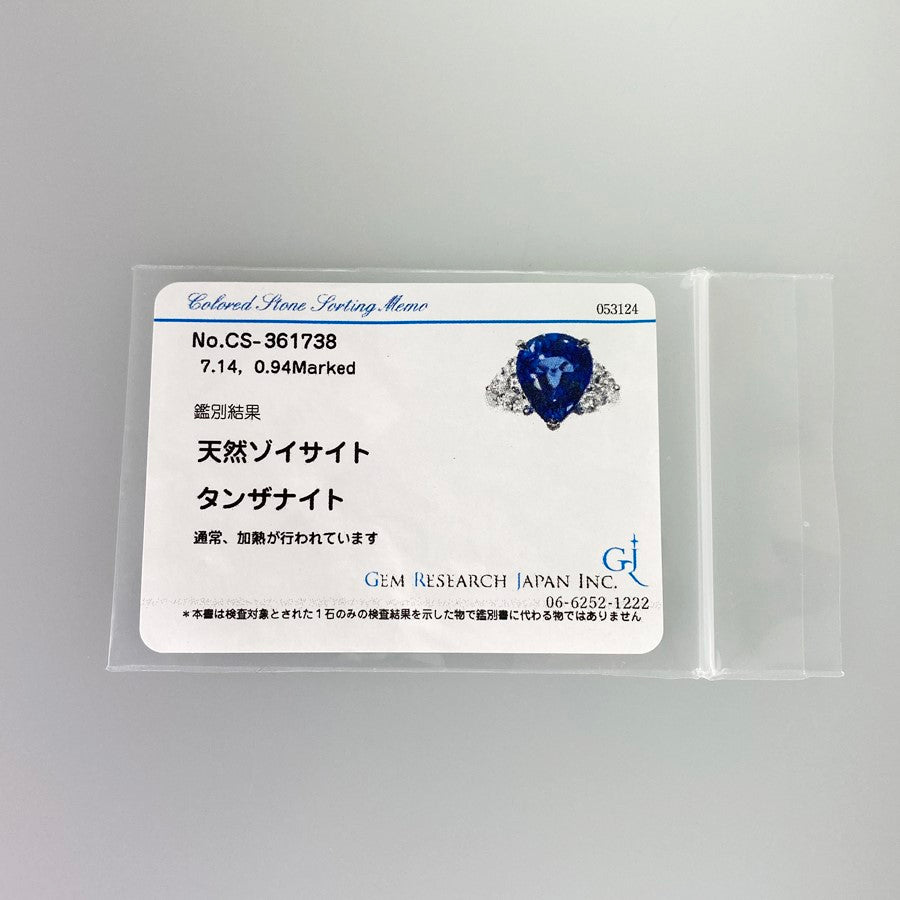 Colored Stone Sorting Memo
053124
No.CS-361738
7.14, 0.94Marked
鑑別結果
天然ゾイサイト
タンザナイト
通常、加熱が行われています
GJR
GEM RESEARCH JAPAN INC.
06-6252-1222
*本書は検査対象とされた1石のみの検査結果を示した物で鑑別書に代わる物ではありません